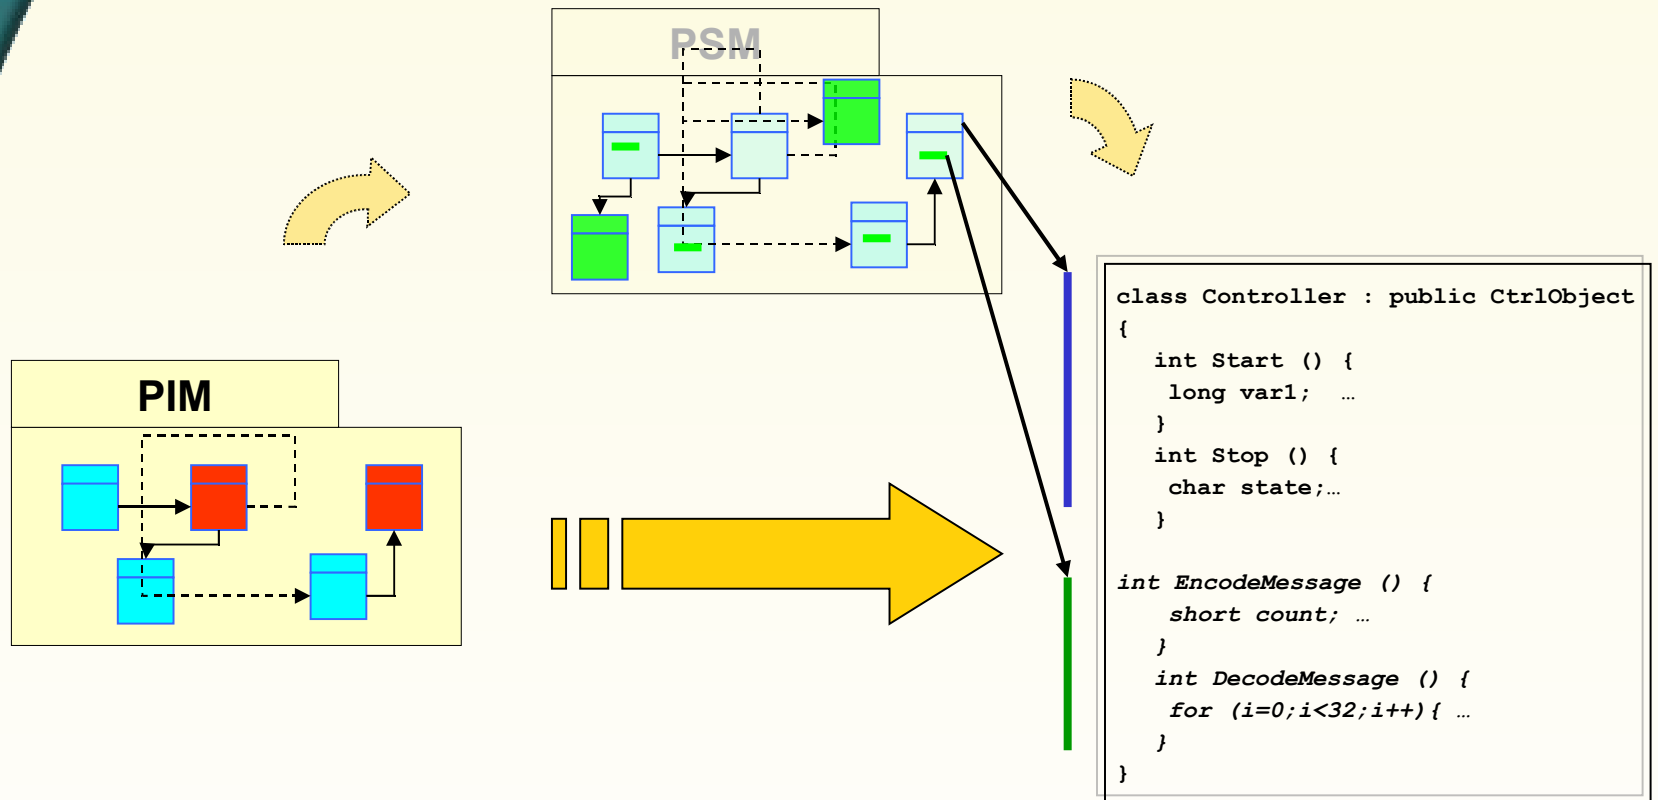 PSM
PIM
class Controller : public CtrlObject
{
int Start () {
long var1; …
}
int Stop () {
char state;…
}
int EncodeMessage () {
short count; …
}
int DecodeMessage () {
for (i=0;i<32;i++){ …
}
}